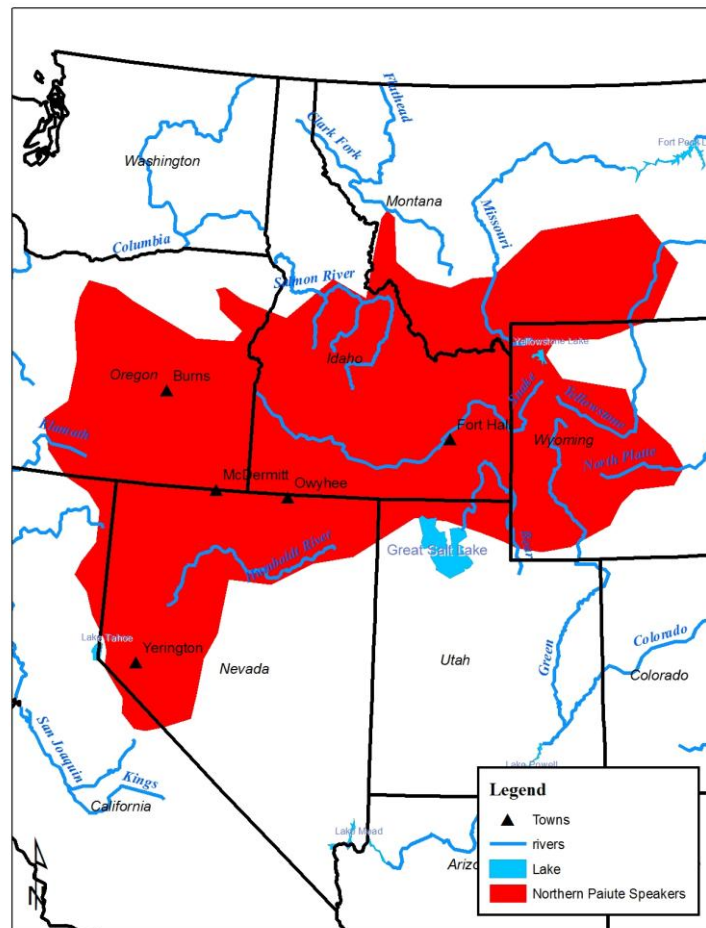 Flathead
Clark Fork
Fort Peck L
Washington
Montana
Missouri
Columbia
Salmon River
Yellowstone Lake
Idaho
Oregon
Burns
Snake
Yellowstone
Klamath
Fort Hall
Wyoming
North Platte
McDermitt
Owyhee
Great Salt Lake
Bear
Humboldt River
Lake Tahoe
Yerington
Nevada
Utah
Green
Colorado
Colorado
San Joaquin
Kings
California
Lake Powell
Lake Mead
Arizo
Legend
Towns
rivers
Lake
Northern Paiute Speakers